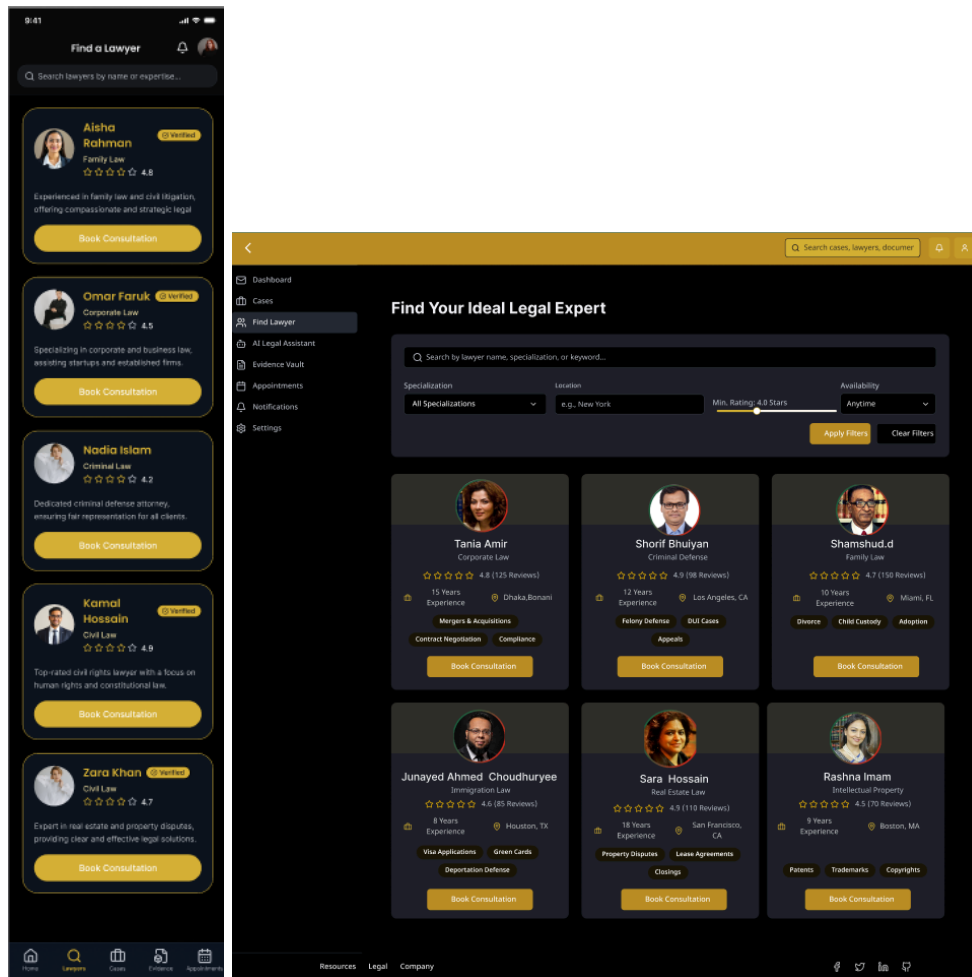 9:41
Find a Lawyer
Search lawyers by name or expertise...
Aisha
Rahman
Verified
Family Law
4.8
Experienced in family law and civil litigation,
offering compassionate and strategic legal
Book Consultation
Omar Faruk
Verified
Corporate Law
4.5
Specializing in corporate and business law,
assisting startups and established firms.
Book Consultation
Nadia Islam
Criminal Law
4.2
Dedicated criminal defense attorney,
ensuring fair representation for all clients.
Book Consultation
Kamal
Hossain
Verified
Civil Law
4.9
Top-rated civil rights lawyer with a focus on
human rights and constitutional law.
Book Consultation
Zara Khan
Verified
Civil Law
4.7
Expert in real estate and property disputes,
providing clear and effective legal solutions.
Book Consultation
Home
Lawyers
Cases
Evidence
Appointments
Search cases, lawyers, documer
Dashboard
Cases
Find Lawyer
AI Legal Assistant
Evidence Vault
Appointments
Notifications
Settings
Find Your Ideal Legal Expert
Search by lawyer name, specialization, or keyword...
Specialization
Location
Availability
All Specializations
e.g., New York
Min. Rating: 4.0 Stars
Anytime
Apply Filters
Clear Filters
Tania Amir
Corporate Law
4.8 (125 Reviews)
15 Years
Experience
Dhaka,Bonani
Mergers & Acquisitions
Contract Negotiation
Compliance
Book Consultation
Shorif Bhuiyan
Criminal Defense
4.9 (98 Reviews)
12 Years
Experience
Los Angeles, CA
Felony Defense
DUI Cases
Appeals
Book Consultation
Shamshud.d
Family Law
4.7 (150 Reviews)
10 Years
Experience
Miami, FL
Divorce
Child Custody
Adoption
Book Consultation
Junayed Ahmed Choudhuryee
Immigration Law
4.6 (85 Reviews)
8 Years
Experience
Houston, TX
Visa Applications
Green Cards
Deportation Defense
Book Consultation
Sara Hossain
Real Estate Law
4.9 (110 Reviews)
18 Years
Experience
San Francisco,
CA
Property Disputes
Lease Agreements
Closings
Book Consultation
Rashna Imam
Intellectual Property
4.5 (70 Reviews)
9 Years
Experience
Boston, MA
Patents
Trademarks
Copyrights
Book Consultation
Resources
Legal
Company